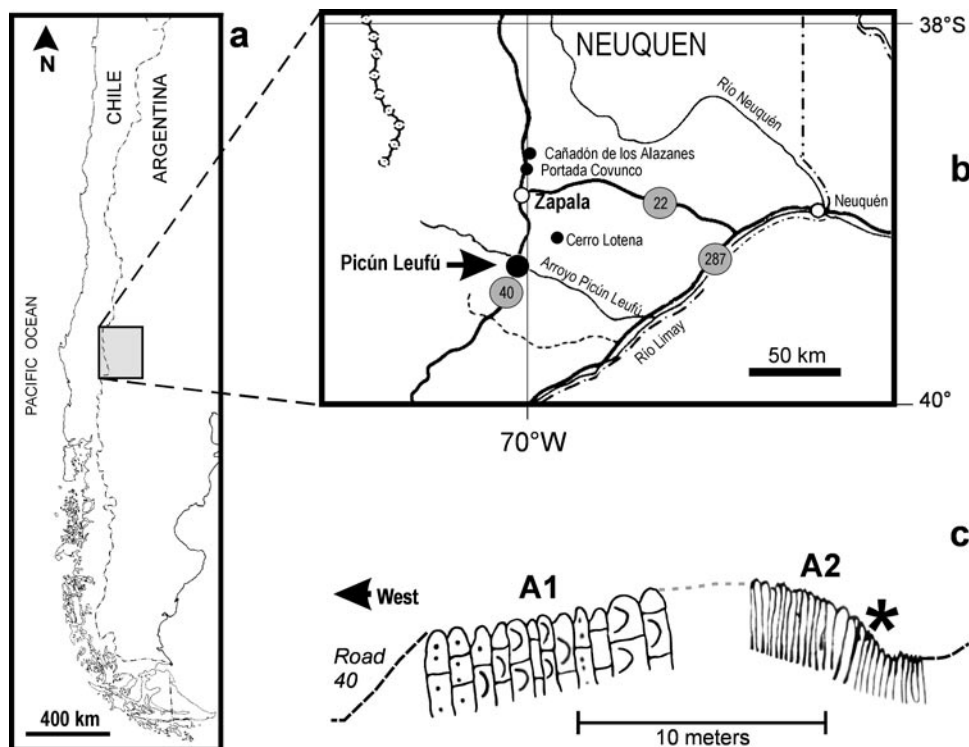 a
N
CHILE
ARGENTINA
PACIFIC OCEAN
400 km
b
NEUQUEN
38°S
Río Neuquén
Cañadón de los Alazanes
Portada Covunco
Zapala
22
Neuquén
Cerro Lotena
Picún Leufú
Arroyo Picún Leufú
287
40
Río Limay
50 km
40°
70°W
c
West
A1
A2
*
Road
40
10 meters